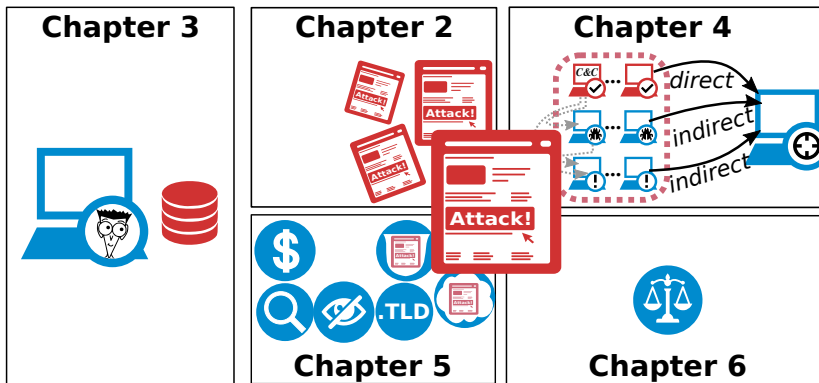 Chapter 3
Chapter 2
Chapter 4
C&C
...
direct
Attack!
Attack!
...
indirect
Attack!
Attack!
! ... !
indirect
$
Attack!
.TLD
Attack!
Chapter 5
Chapter 6